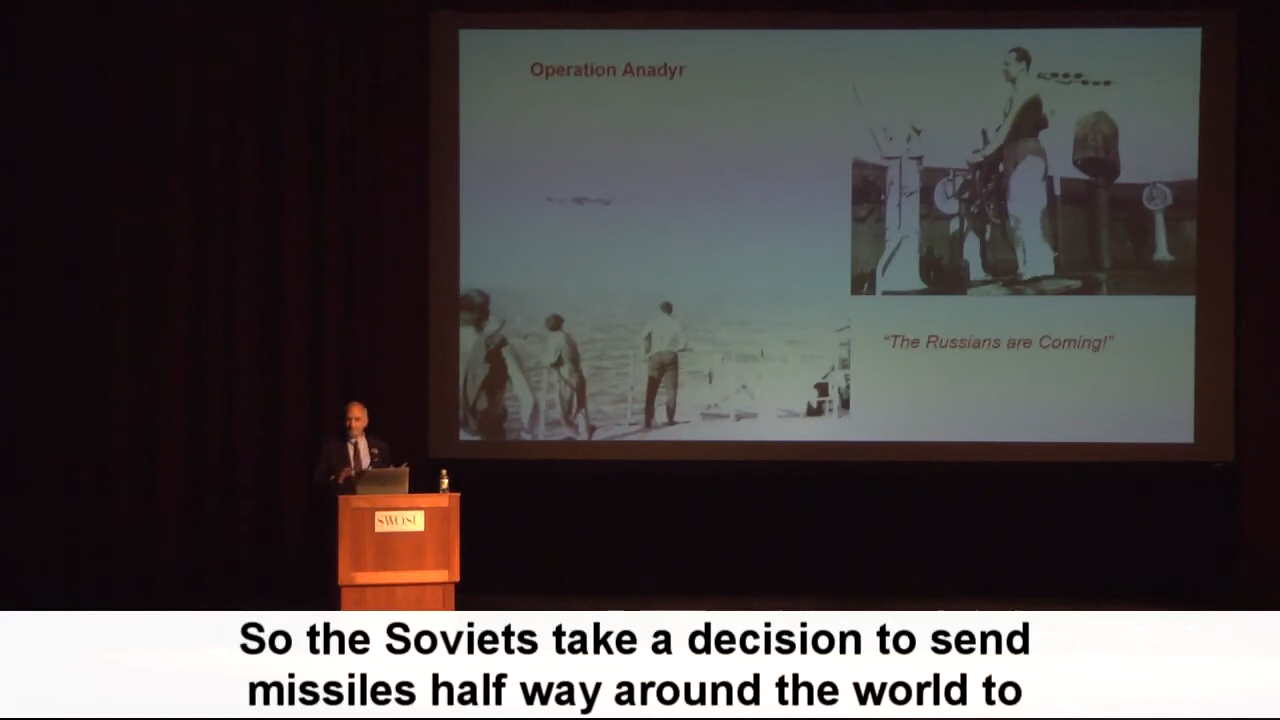 Operation Anadyr
“The Russians are Coming!”
SWOSU
So the Soviets take a decision to send
missiles half way around the world to